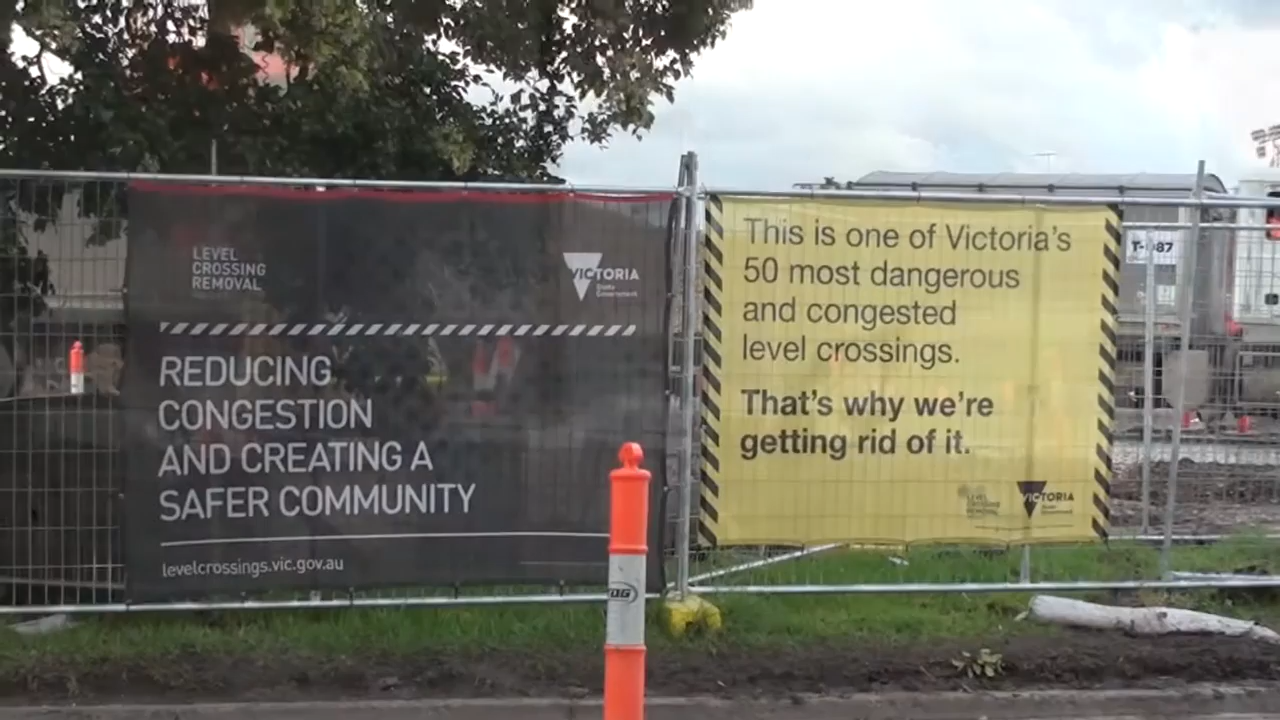 LEVEL
CROSSING
REMOVAL
VICTORIA
State
Government
REDUCING
CONGESTION
AND CREATING A
SAFER COMMUNITY
levelcrossings.vic.gov.au
This is one of Victoria's
50 most dangerous
and congested
level crossings.
That's why we're
getting rid of it.
LEVEL
CROSSING
REMOVAL
VICTORIA
State
Government